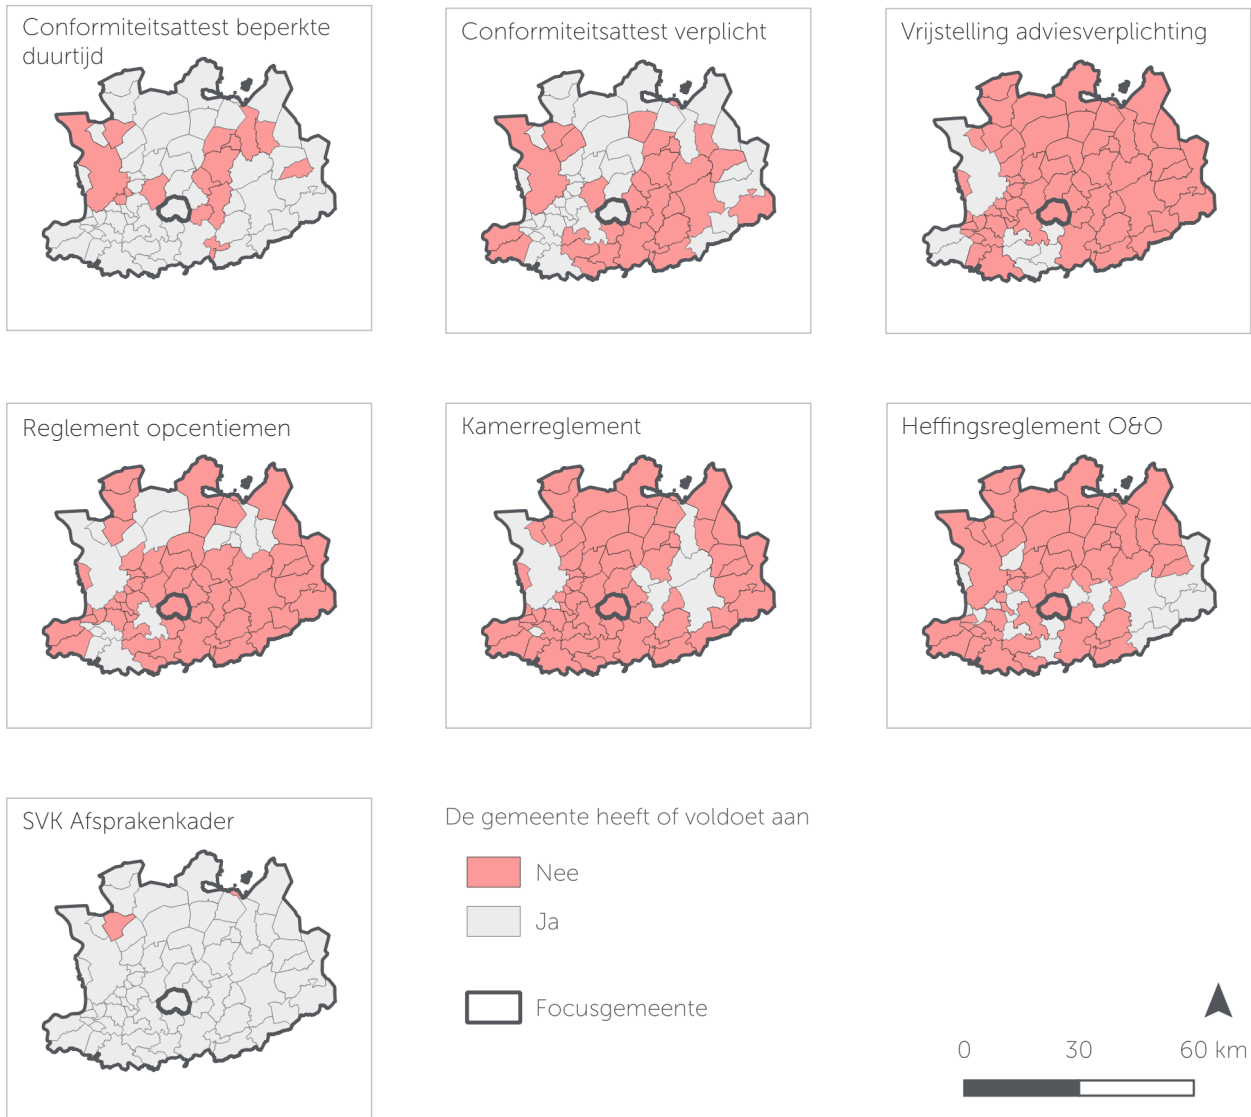 Conformiteitsattest beperkte
duurtijd
Conformiteitsattest verplicht
Vrijstelling adviesverplichting
Reglement opcentiemen
Kamerreglement
Heffingsreglement O&O
SVK Afsprakenkader
De gemeente heeft of voldoet aan
Nee
Ja
Focusgemeente
0 30 60 km